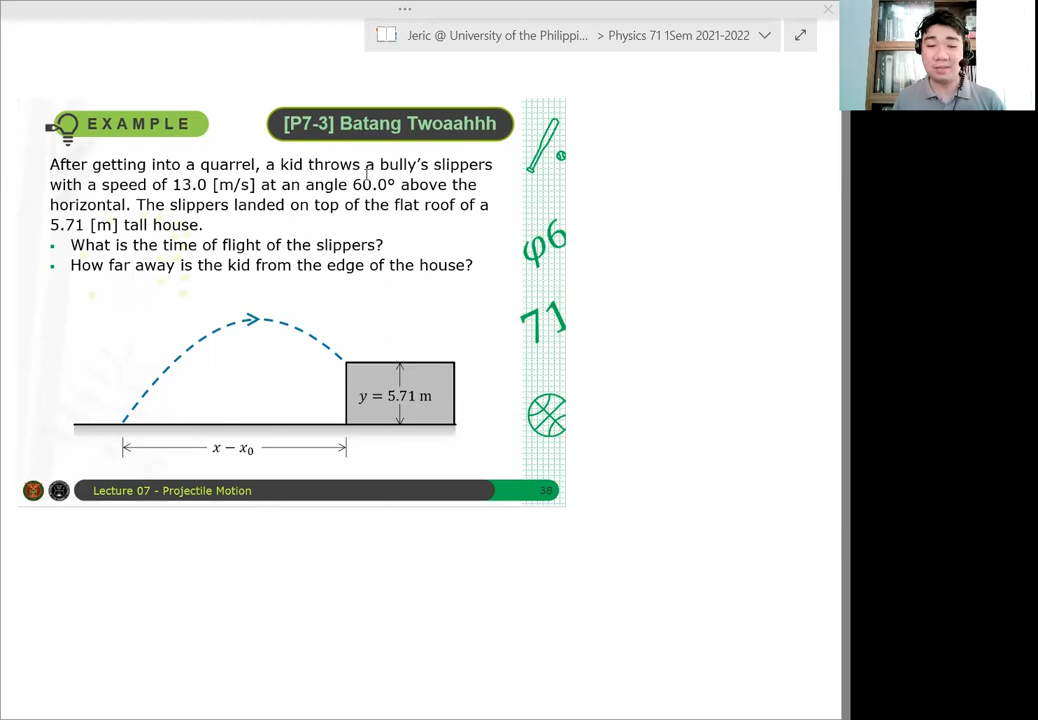 Jeric @ University of the Philippi... > Physics 71 1Sem 2021-2022
EXAMPLE
[P7-3] Batang Twoaahhh
After getting into a quarrel, a kid throws a bully's slippers
with a speed of 13.0 [m/s] at an angle 60.0º above the
horizontal. The slippers landed on top of the flat roof of a
5.71 [m] tall house.
▪ What is the time of flight of the slippers?
▪ How far away is the kid from the edge of the house?
φ6
71
y = 5.71 m
x − x₀
Lecture 07 - Projectile Motion
38